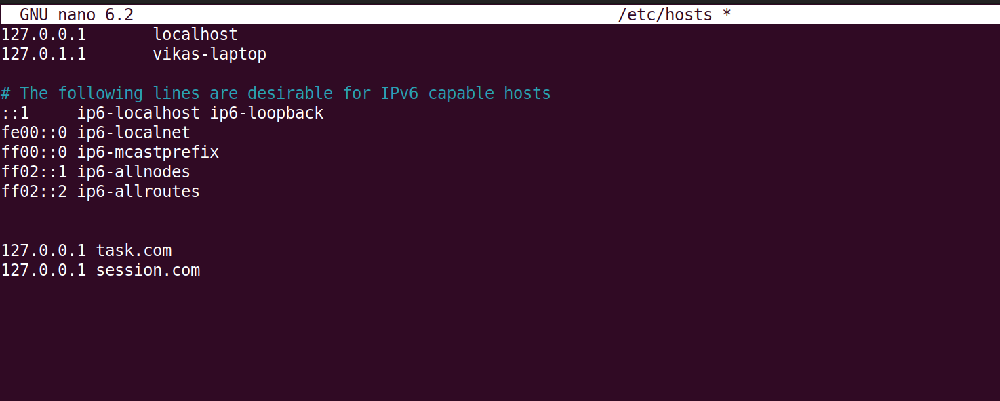 GNU nano 6.2 /etc/hosts *
127.0.0.1 localhost
127.0.1.1 vikas-laptop
# The following lines are desirable for IPv6 capable hosts
::1 ip6-localhost ip6-loopback
fe00::0 ip6-localnet
ff00::0 ip6-mcastprefix
ff02::1 ip6-allnodes
ff02::2 ip6-allroutes
127.0.0.1 task.com
127.0.0.1 session.com